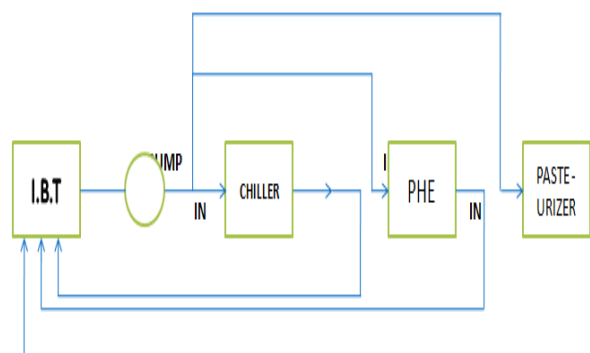 I.B.T
UMP
IN
CHILLER
I
PHE
IN
PASTE-
URIZER